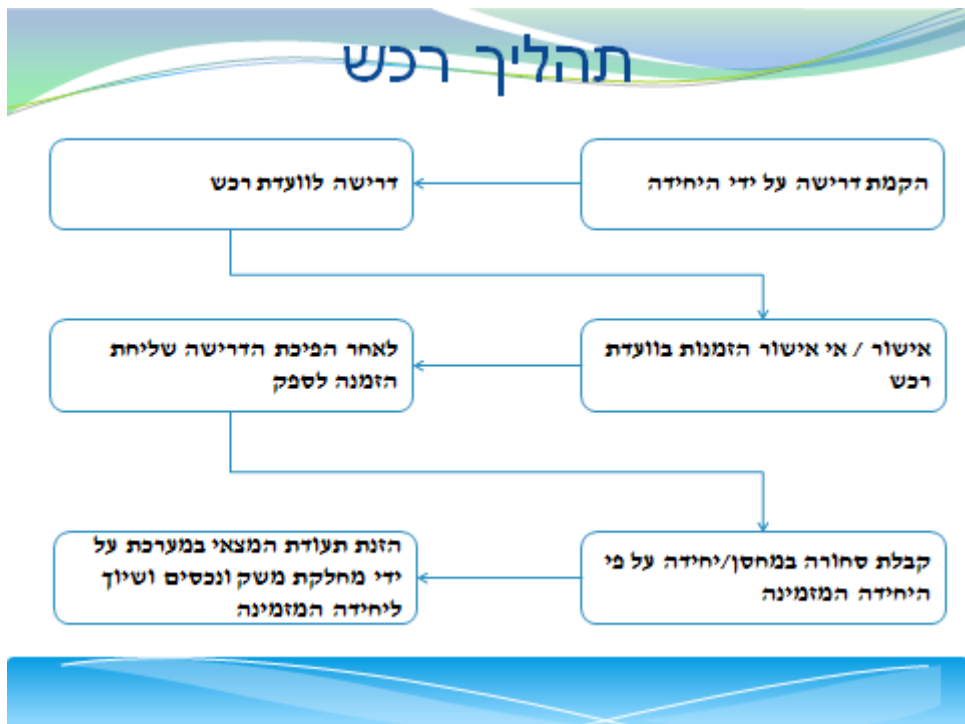 תהליך רכש
הקמת דרישה על ידי היחידה
דרישה לוועדת רכש
אישור / אי אישור הזמנות בוועדת
רכש
לאחר הפיכת הדרישה שליחת
הזמנה לספק
קבלת סחורה במחסן/יחידה על פי
היחידה המזמינה
הזנת תעודת המצאי במערכת על
ידי מחלקת משק ונכסים ושיוך
ליחידה המזמינה